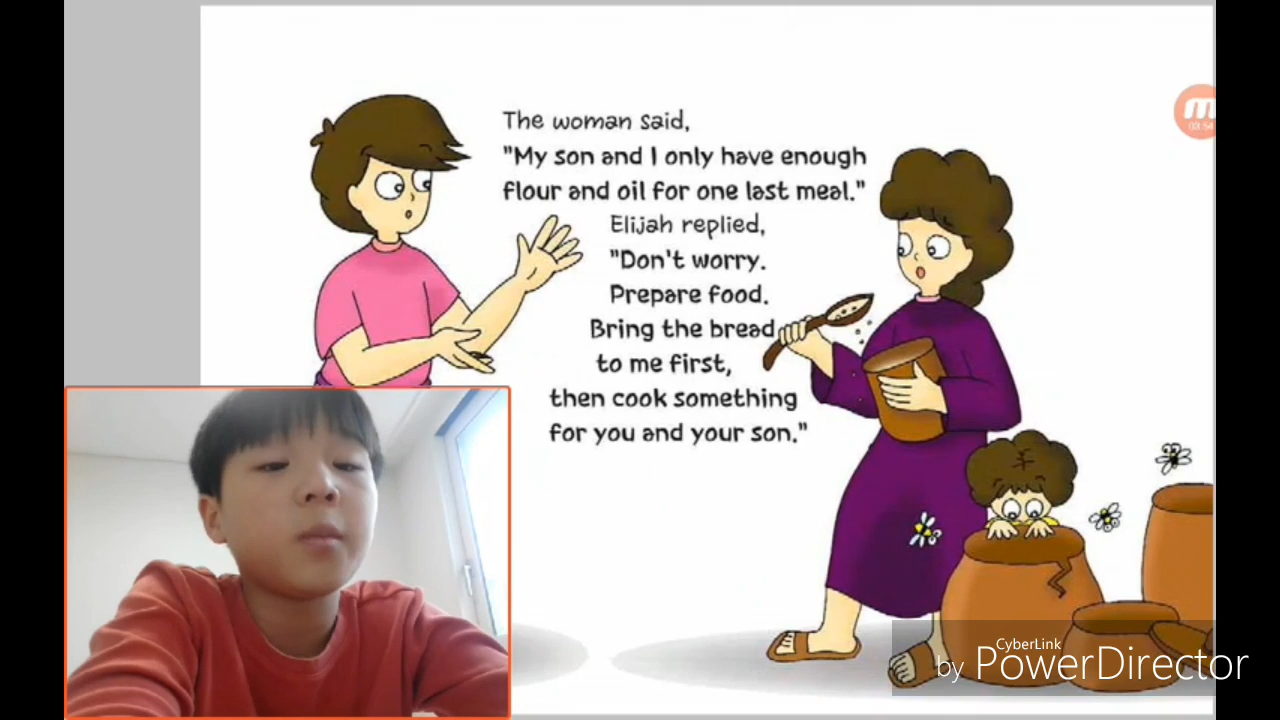 The woman said,
"My son and I only have enough
flour and oil for one last meal."
Elijah replied,
"Don't worry.
Prepare food.
Bring the bread
to me first,
then cook something
for you and your son."
03:54
CyberLink
by PowerDirector